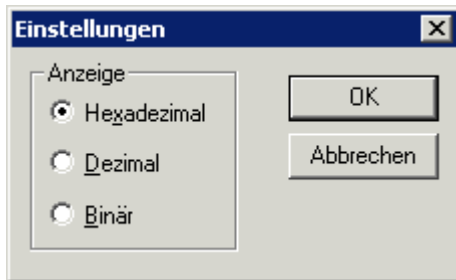 Einstellungen
Anzeige
Hexadezimal
Dezimal
Binär
OK
Abbrechen